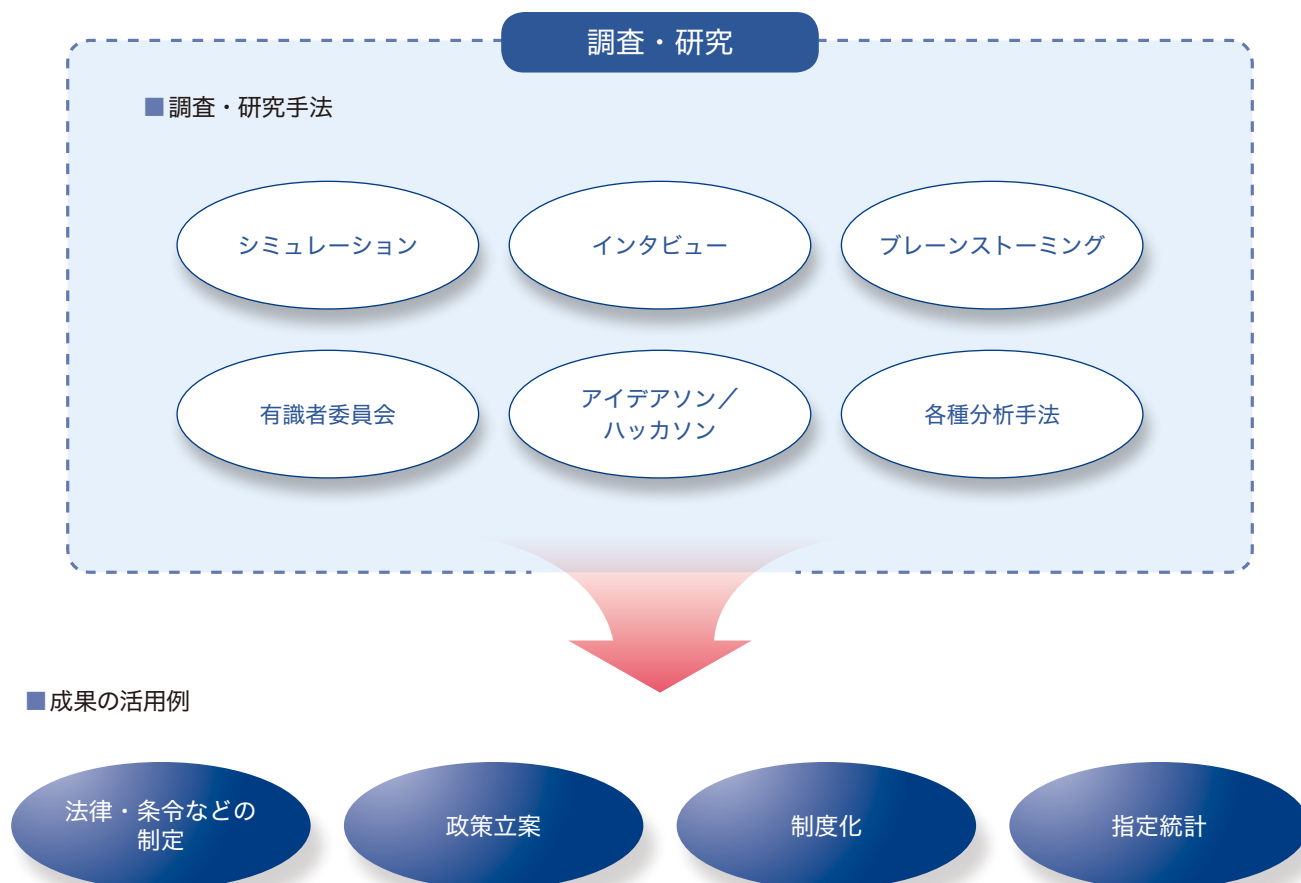 調査・研究
■調査・研究手法
シミュレーション
インタビュー
ブレーンストーミング
有識者委員会
アイデアソン／
ハッカソン
各種分析手法
■成果の活用例
法律・条令などの
制定
政策立案
制度化
指定統計